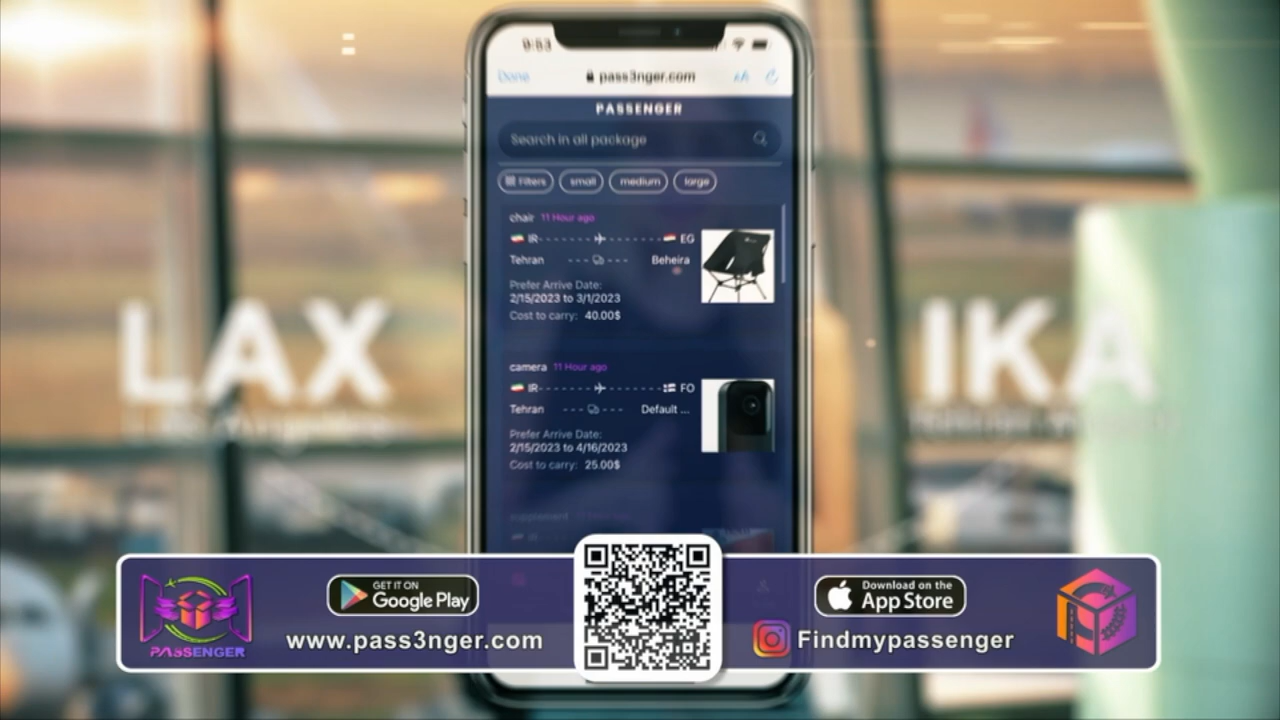 9:53
Done
pass3nger.com
AA
PASSENGER
Search in all package
Filters
small
medium
large
chair 11 Hour ago
IR EG
Tehran Beheira
Prefer Arrive Date:
2/15/2023 to 3/1/2023
Cost to carry: 40.00$
LAX
IKA
camera 11 Hour ago
IR FO
Tehran Default ...
Prefer Arrive Date:
2/15/2023 to 4/16/2023
Cost to carry: 25.00$
supplement
GET IT ON
Google Play
www.pass3nger.com
PASSENGER
Download on the
App Store
Findmypassenger